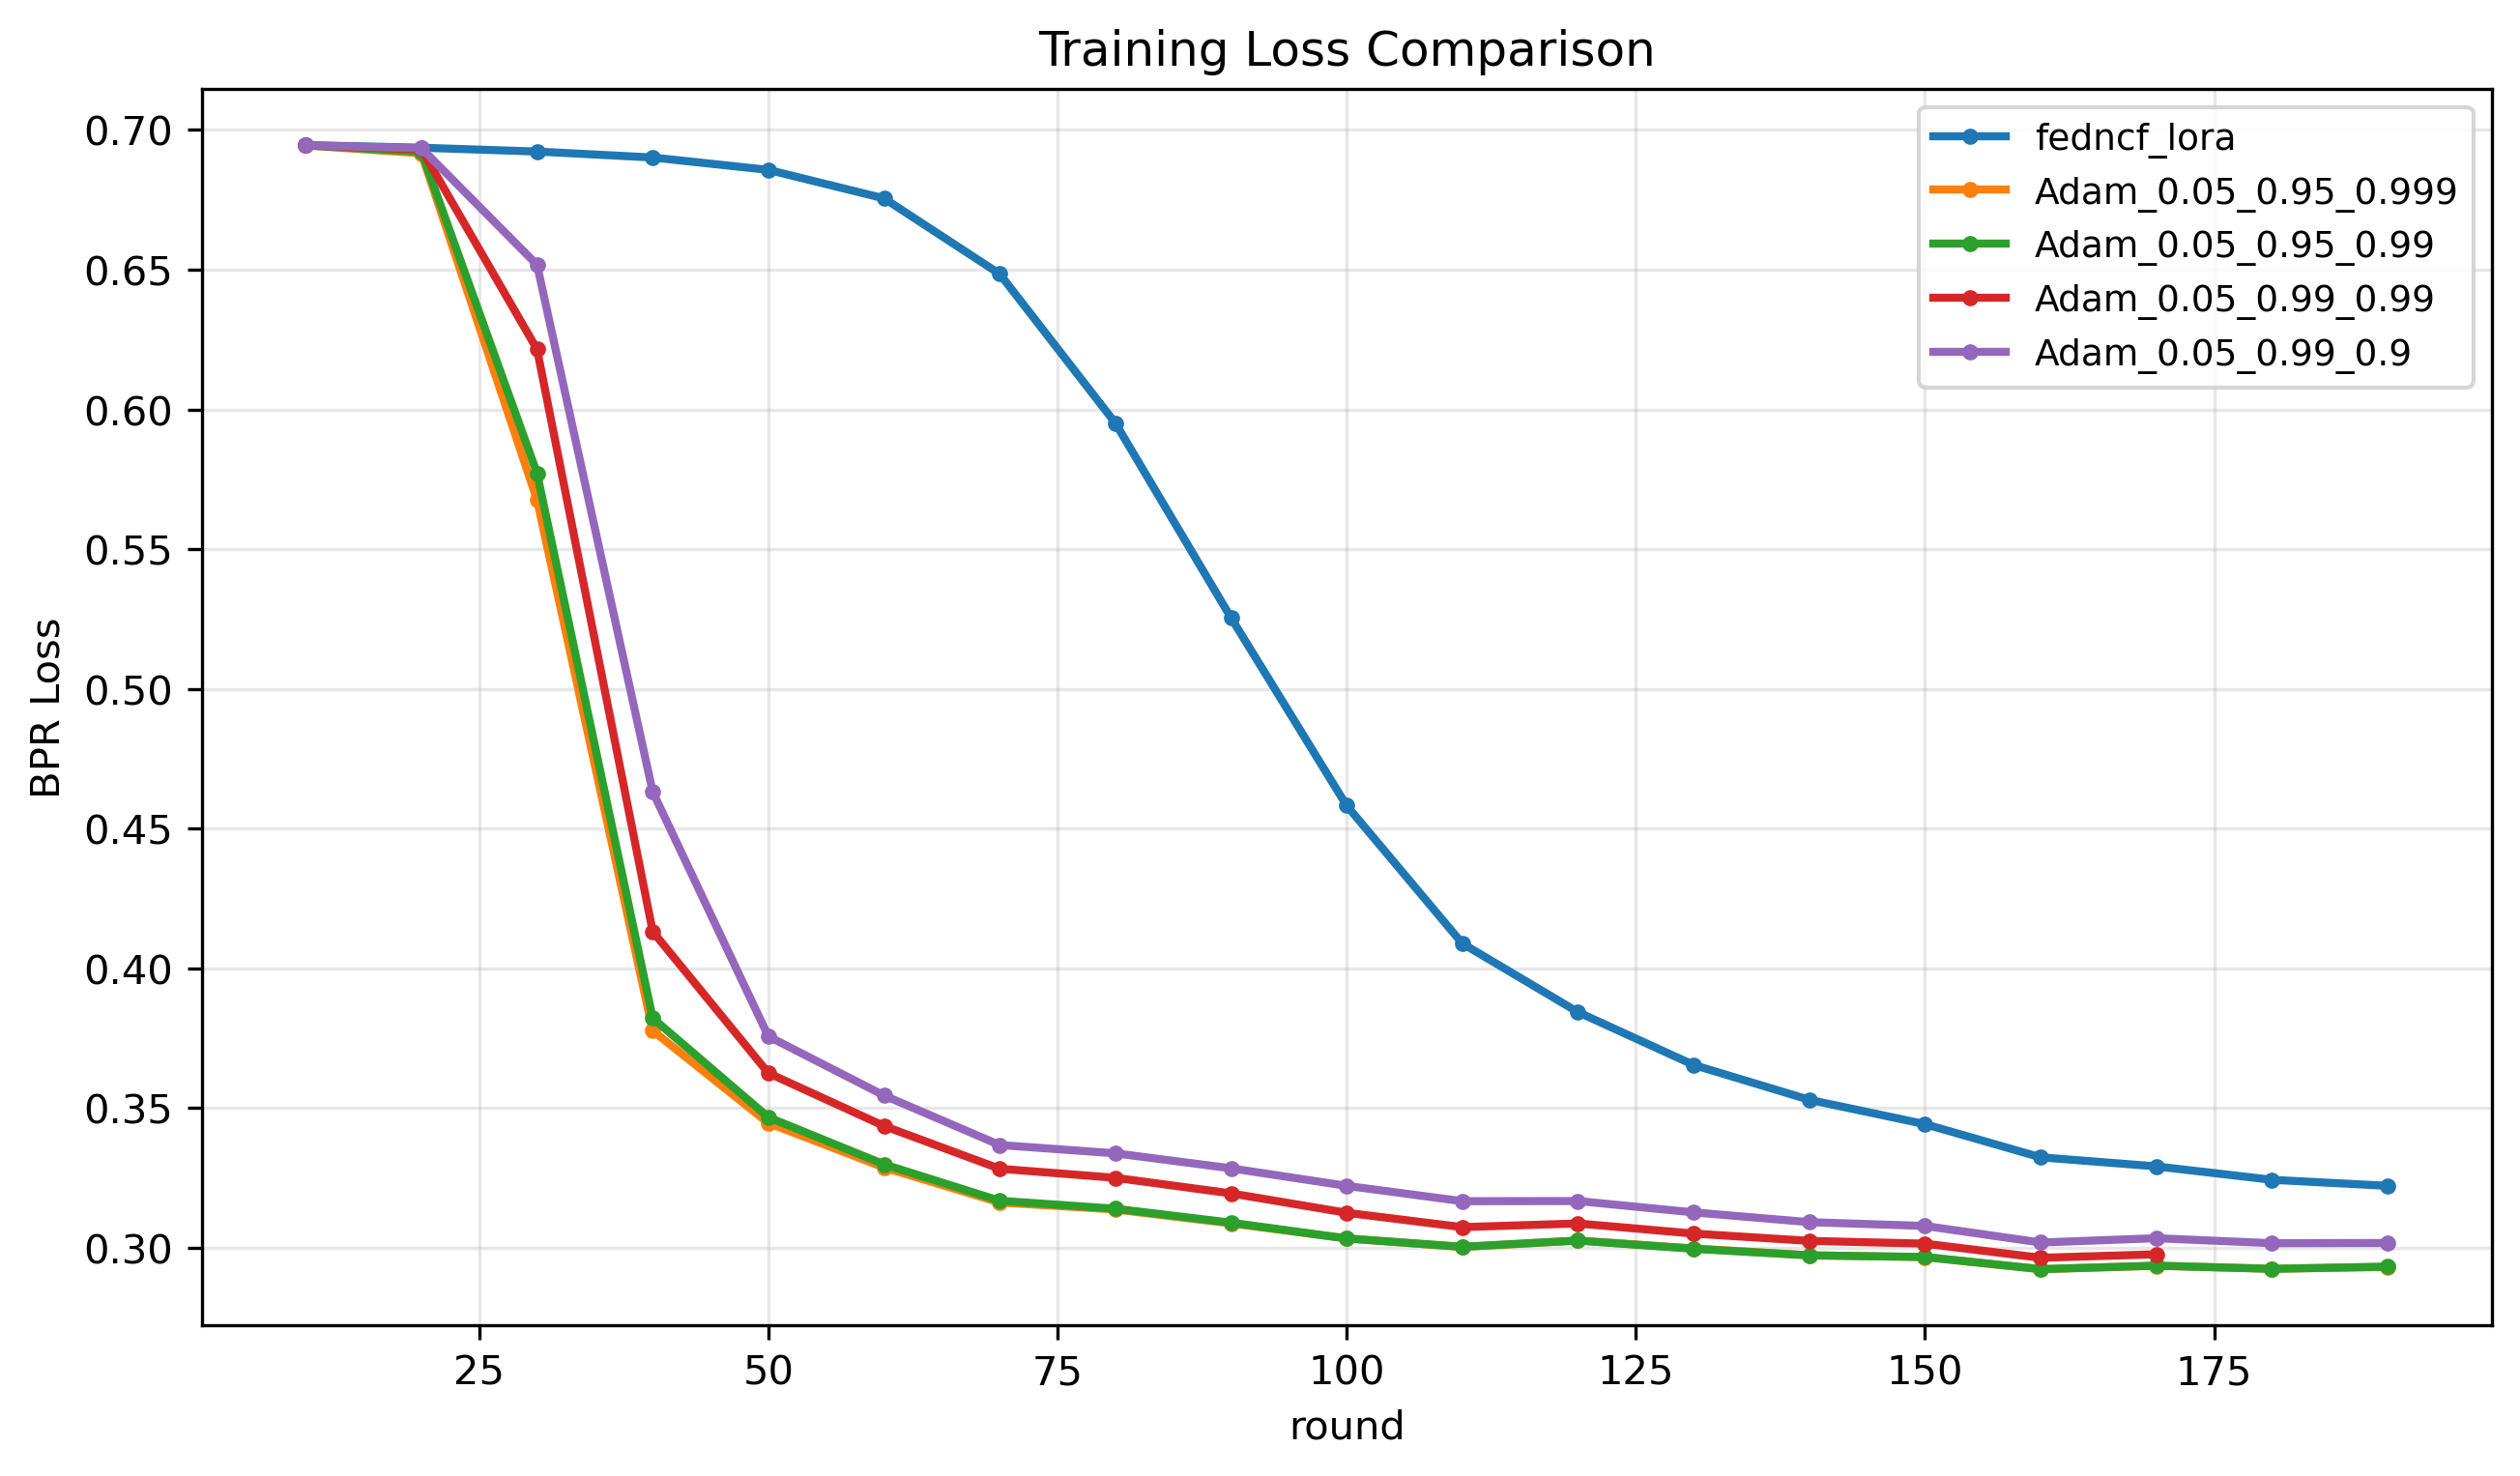 Training Loss Comparison
0.70
0.65
0.60
0.55
0.50
0.45
0.40
0.35
0.30
BPR Loss
fedncf_lora
Adam_0.05_0.95_0.999
Adam_0.05_0.95_0.99
Adam_0.05_0.99_0.99
Adam_0.05_0.99_0.9
25 50 75 100 125 150 175
round